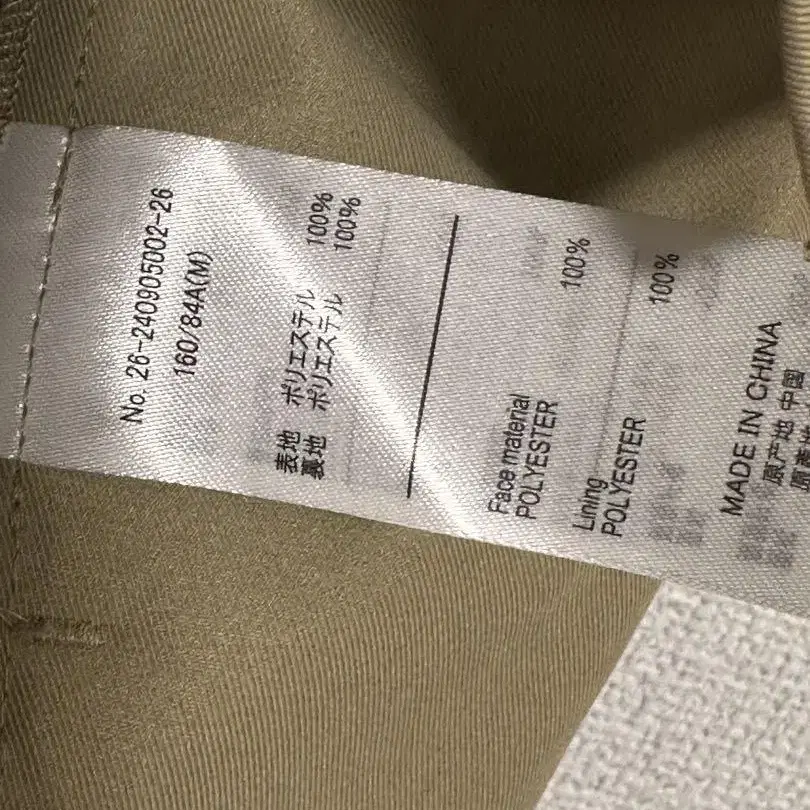 No. 26-240905002-26
160/84A(M)
表地 ポリエステル 100%
裏地 ポリエステル 100%
Face material
POLYESTER 100%
Lining
POLYESTER 100%
MADE IN CHINA
原产地 中国